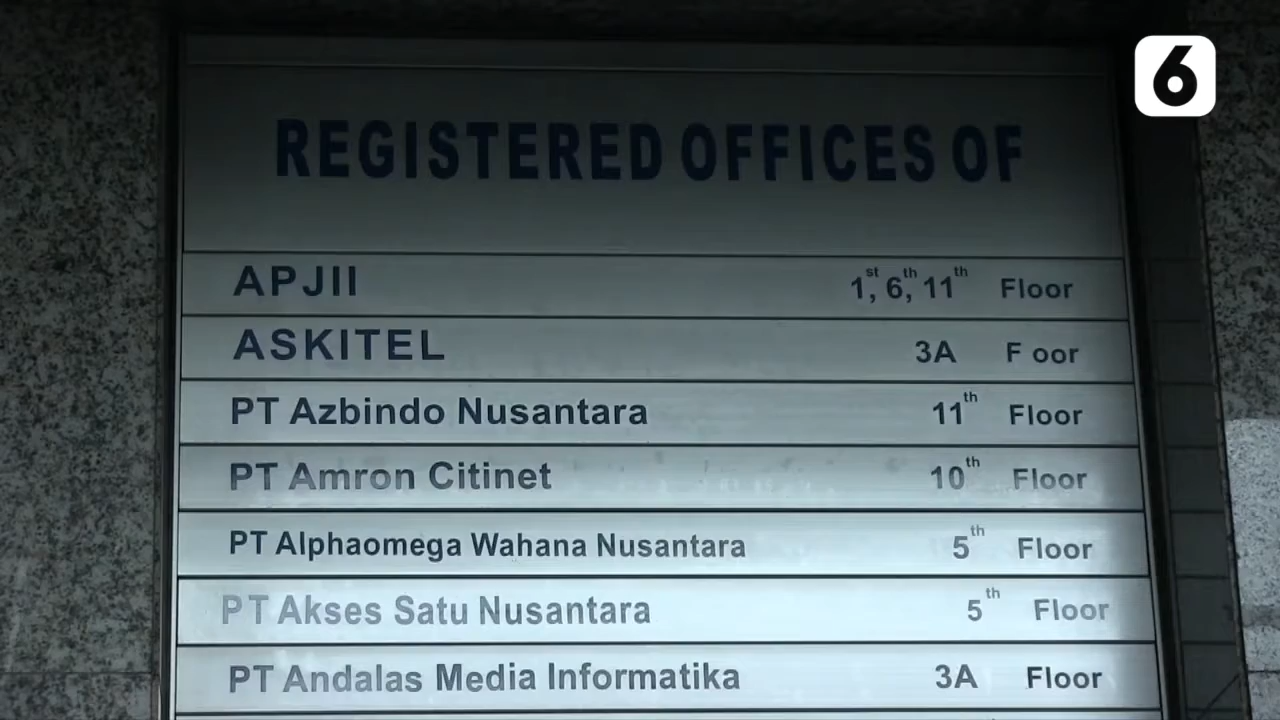 6
REGISTERED OFFICES OF
APJII 1st, 6th, 11th Floor
ASKITEL 3A F oor
PT Azbindo Nusantara 11th Floor
PT Amron Citinet 10th Floor
PT Alphaomega Wahana Nusantara 5th Floor
PT Akses Satu Nusantara 5th Floor
PT Andalas Media Informatika 3A Floor